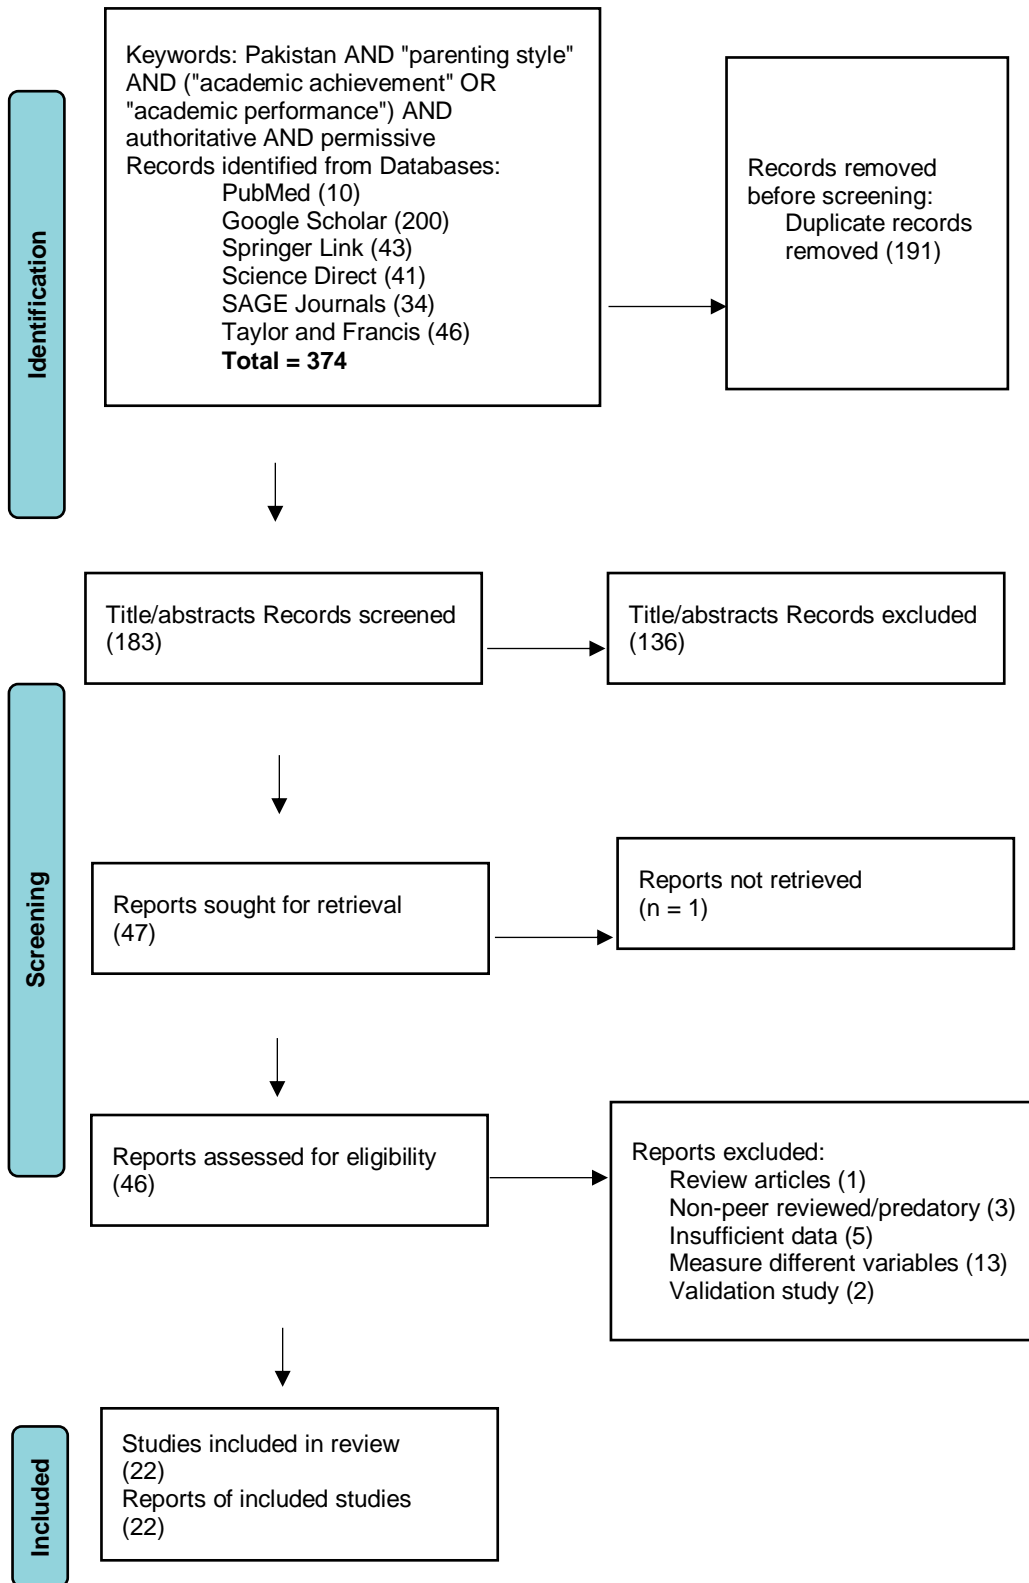 Identification
Keywords: Pakistan AND "parenting style"
AND ("academic achievement" OR
"academic performance") AND
authoritative AND permissive
Records identified from Databases:
PubMed (10)
Google Scholar (200)
Springer Link (43)
Science Direct (41)
SAGE Journals (34)
Taylor and Francis (46)
Total = 374
Records removed
before screening:
Duplicate records
removed (191)
Screening
Title/abstracts Records screened
(183)
Title/abstracts Records excluded
(136)
Reports sought for retrieval
(47)
Reports not retrieved
(n = 1)
Reports assessed for eligibility
(46)
Reports excluded:
Review articles (1)
Non-peer reviewed/predatory (3)
Insufficient data (5)
Measure different variables (13)
Validation study (2)
Included
Studies included in review
(22)
Reports of included studies
(22)